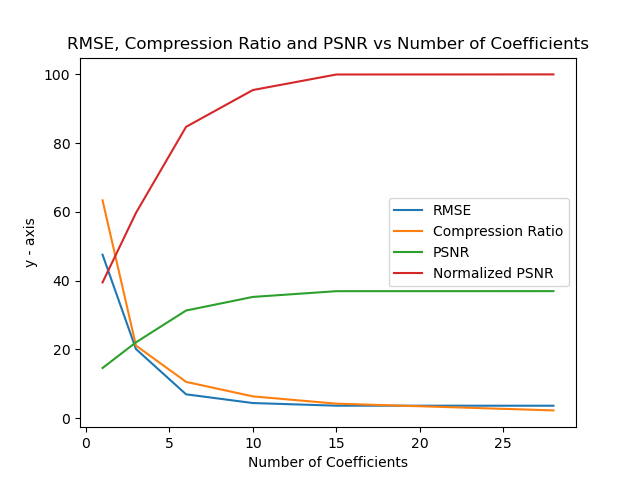 RMSE, Compression Ratio and PSNR vs Number of Coefficients
100
80
60
40
20
0
y - axis
RMSE
Compression Ratio
PSNR
Normalized PSNR
0 5 10 15 20 25
Number of Coefficients